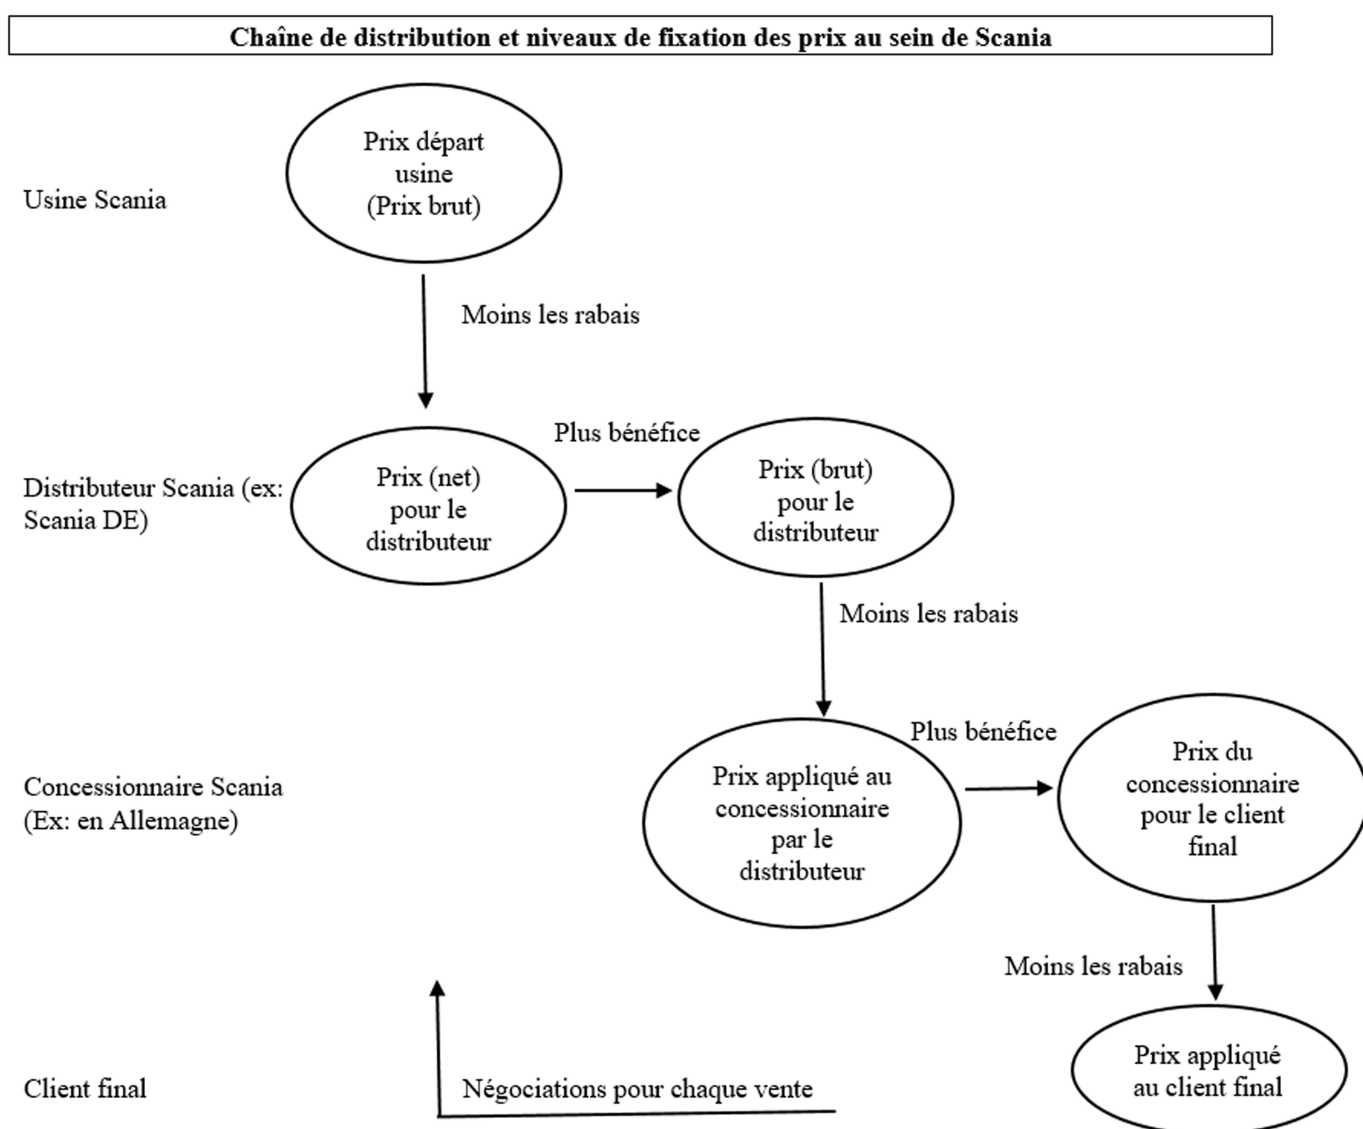 Chaîne de distribution et niveaux de fixation des prix au sein de Scania
Prix départ
usine
(Prix brut)
Usine Scania
Moins les rabais
Plus bénéfice
Distributeur Scania (ex:
Scania DE)
Prix (net)
pour le
distributeur
Prix (brut)
pour le
distributeur
Moins les rabais
Plus bénéfice
Concessionnaire Scania
(Ex: en Allemagne)
Prix appliqué au
concessionnaire
par le
distributeur
Prix du
concessionnaire
pour le client
final
Moins les rabais
Client final
Négociations pour chaque vente
Prix appliqué
au client final